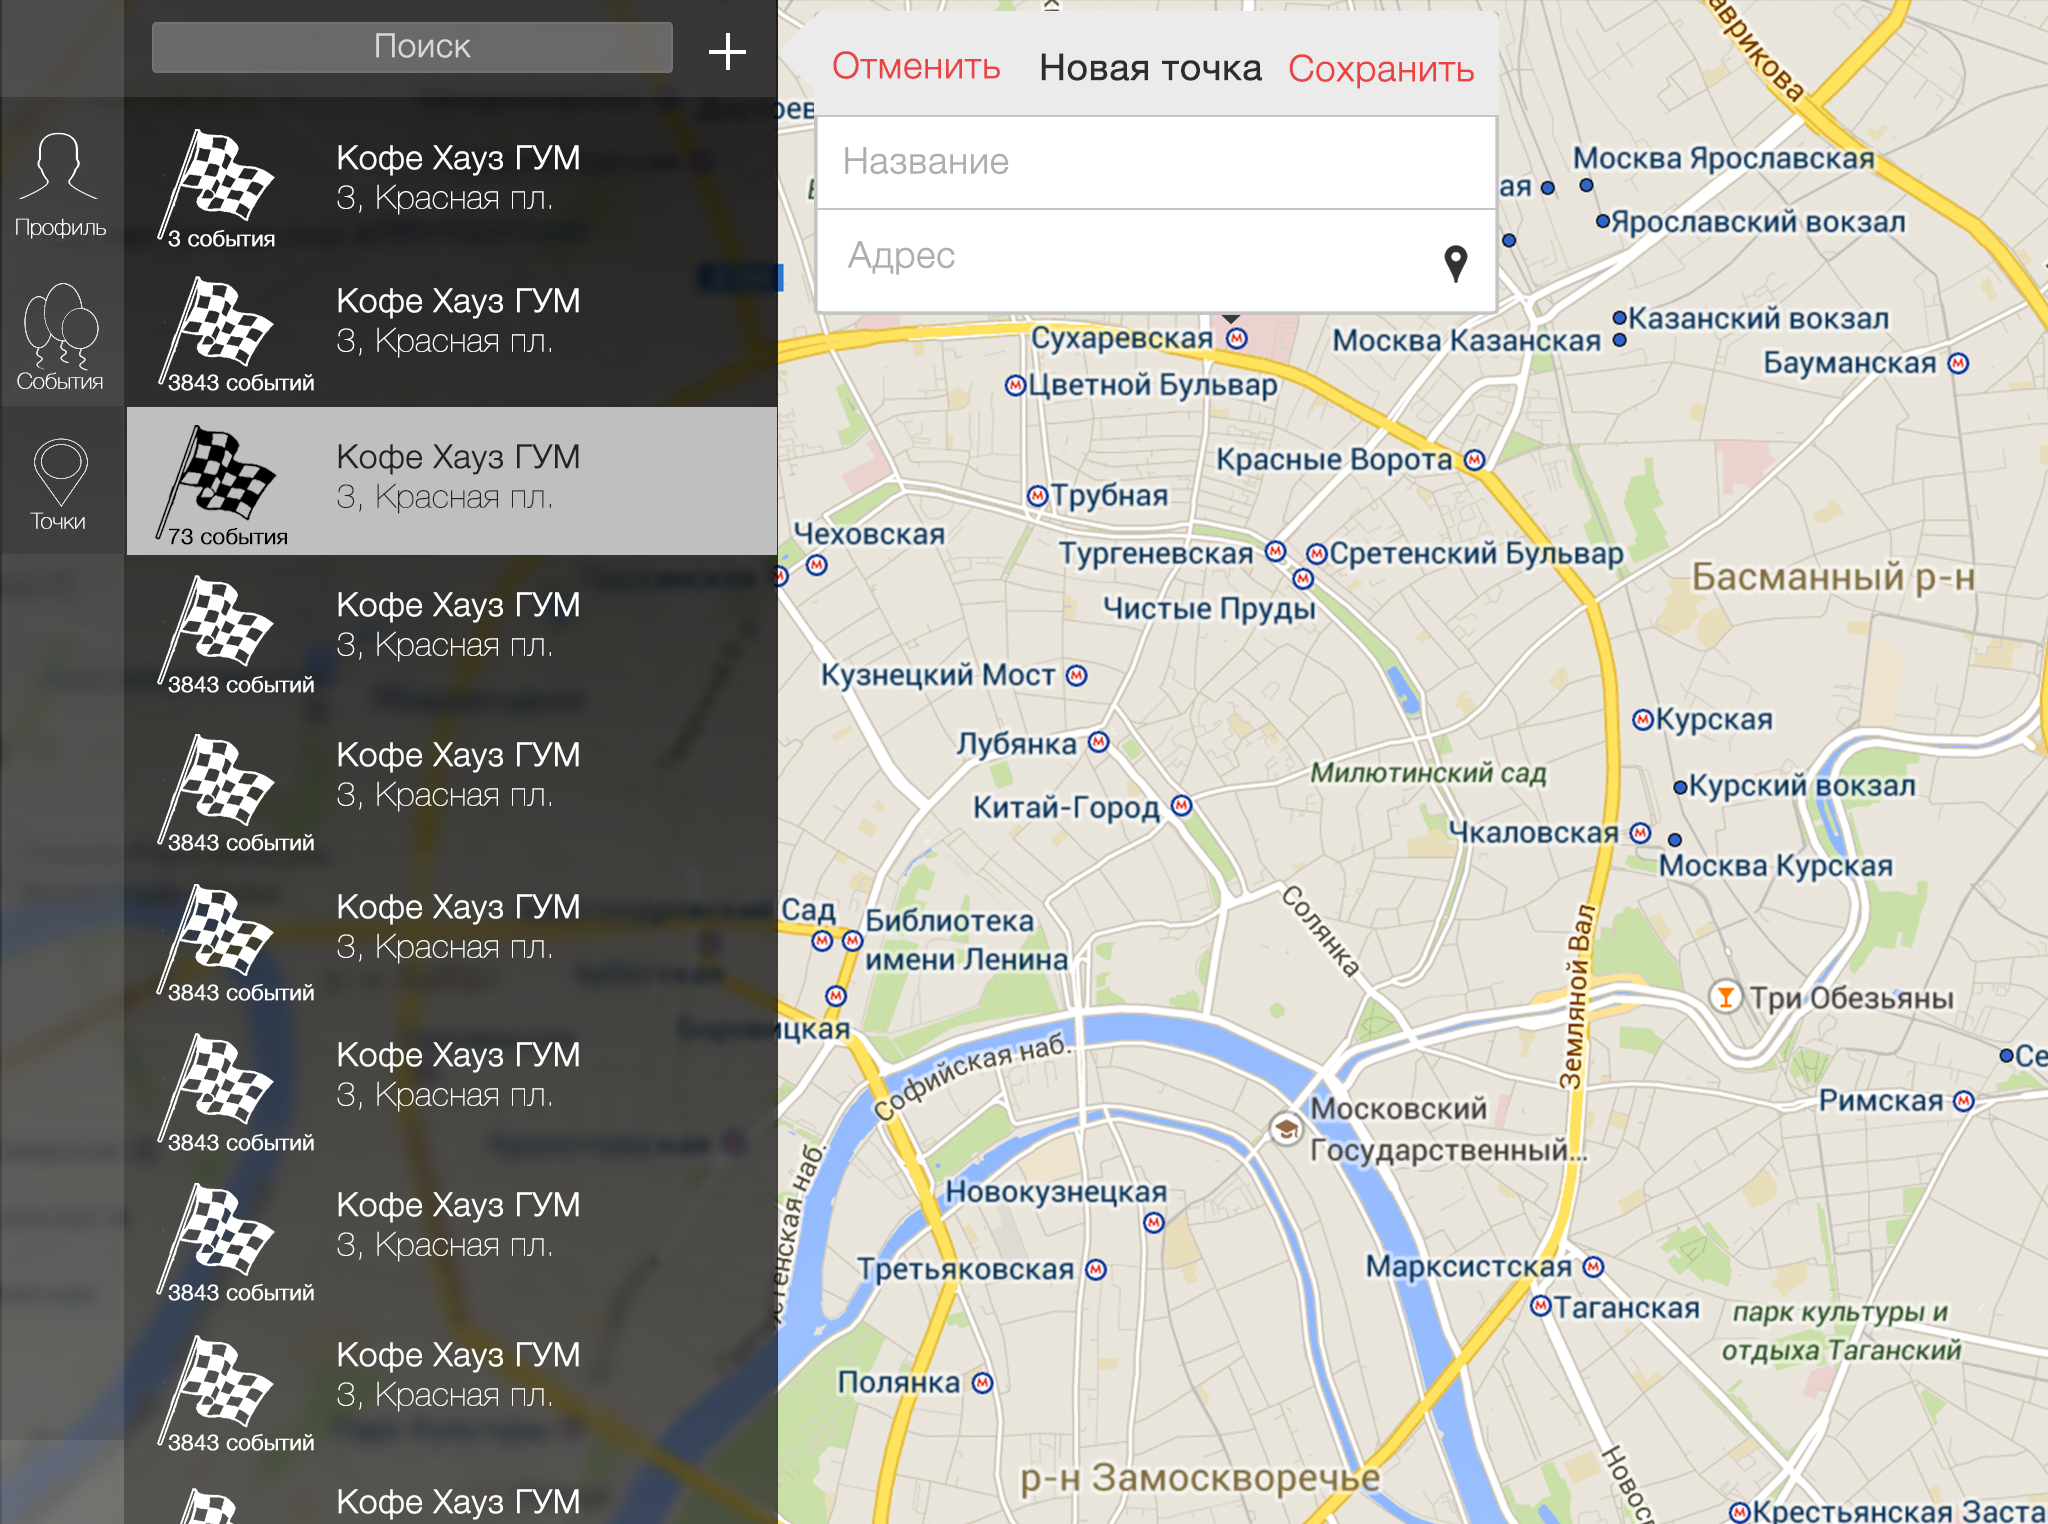 Поиск
+
Профиль
События
Точки
Кофе Хауз ГУМ
3, Красная пл.
3 события
Кофе Хауз ГУМ
3, Красная пл.
3843 событий
Кофе Хауз ГУМ
3, Красная пл.
73 события
Кофе Хауз ГУМ
3, Красная пл.
3843 событий
Кофе Хауз ГУМ
3, Красная пл.
3843 событий
Кофе Хауз ГУМ
3, Красная пл.
3843 событий
Кофе Хауз ГУМ
3, Красная пл.
3843 событий
Кофе Хауз ГУМ
3, Красная пл.
3843 событий
Кофе Хауз ГУМ
3, Красная пл.
3843 событий
Кофе Хауз ГУМ
Отменить Новая точка Сохранить
Название
Адрес
аврикова
Москва Ярославская
ая
Ярославский вокзал
Казанский вокзал
Сухаревская
Москва Казанская
Бауманская
Цветной Бульвар
Красные Ворота
Трубная
Чеховская
Тургеневская
Сретенский Бульвар
Чистые Пруды
Басманный р-н
Кузнецкий Мост
Курская
Лубянка
Милютинский сад
Курский вокзал
Китай-Город
Чкаловская
Москва Курская
Сад
Библиотека
имени Ленина
Солянка
Земляной Вал
Три Обезьяны
Боровицкая
Софийская наб.
Се
Римская
Московский
Государственный...
тенская наб.
Новокузнецкая
Третьяковская
Марксистская
Таганская
парк культуры и
отдыха Таганский
Полянка
р-н Замоскворечье
Новос
Крестьянская Заста